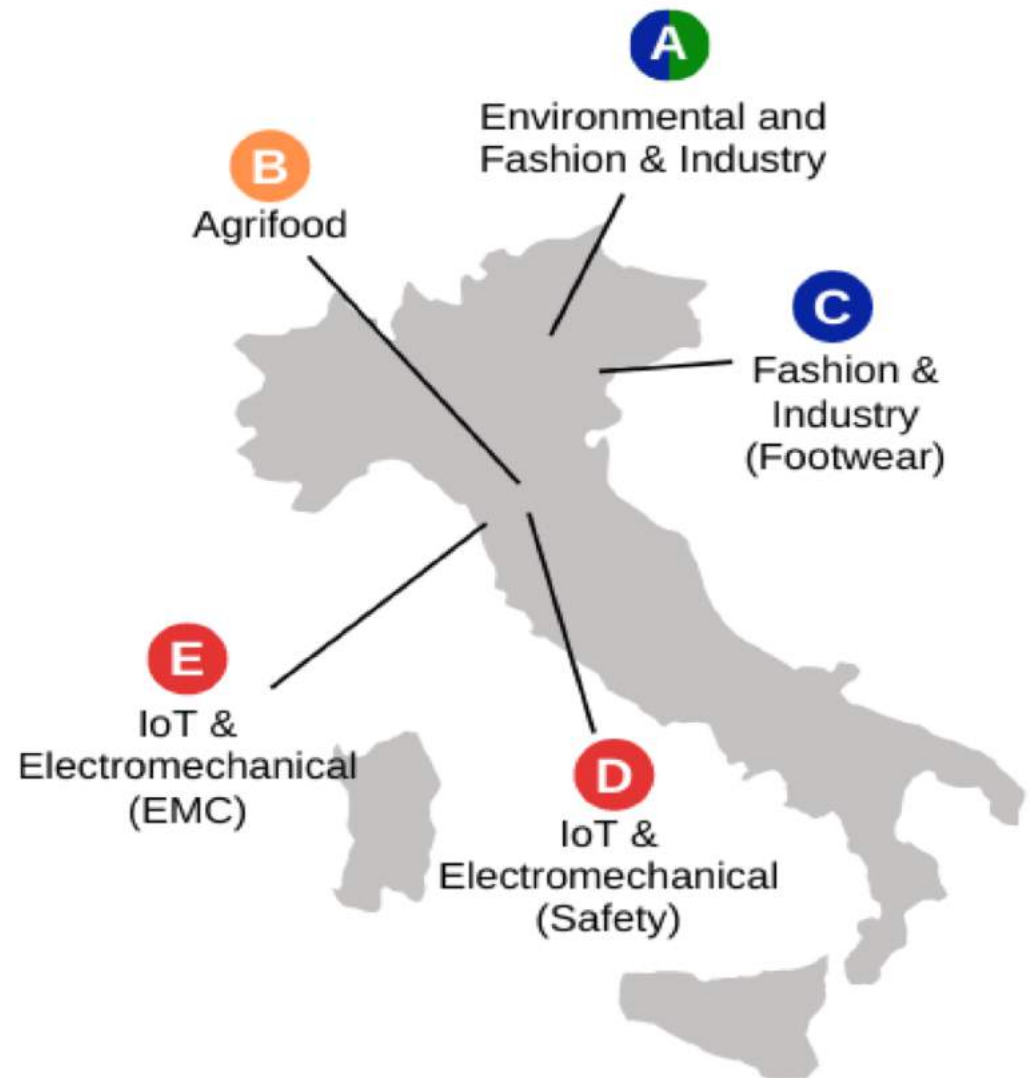 A
Environmental and
Fashion & Industry
B
Agrifood
C
Fashion &
Industry
(Footwear)
E
IoT &
Electromechanical
(EMC)
D
IoT &
Electromechanical
(Safety)